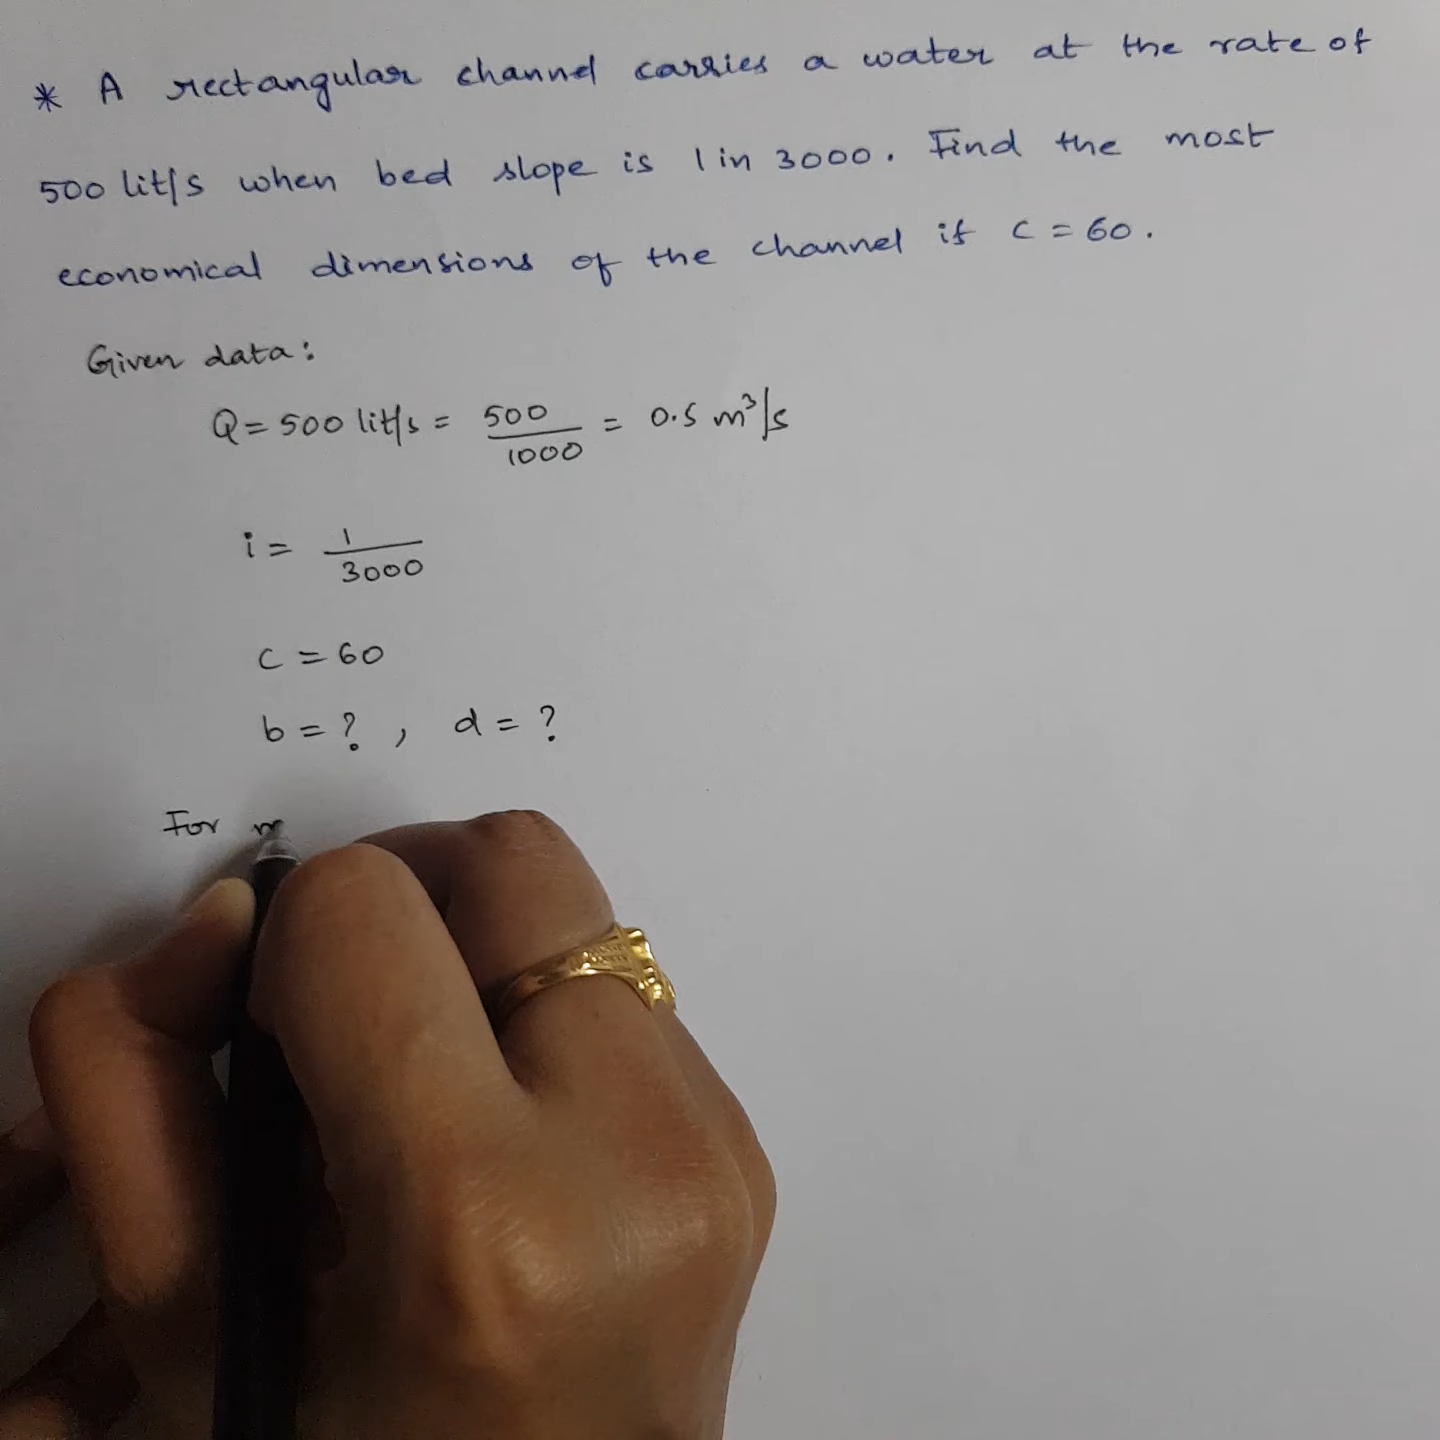 * A rectangular channel carries a water at the rate of
500 lit/s when bed slope is 1 in 3000. Find the most
economical dimensions of the channel if c = 60.
Given data:
Q = 500 lit/s = 500/1000 = 0.5 m³/s
i = 1/3000
c = 60
b = ? , d = ?
For m